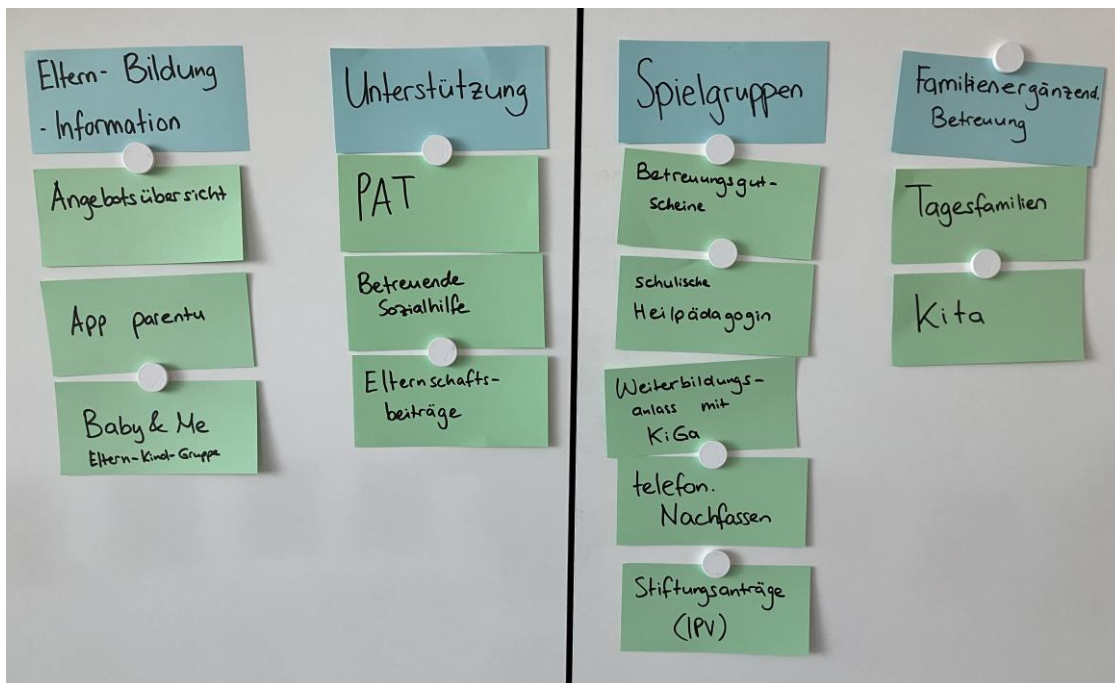 Eltern- Bildung
- Information
Angebotsübersicht
App parentu
Baby & Me
Eltern-Kind-Gruppe
Unterstützung
PAT
Betreuende
Sozialhilfe
Elternschafts-
beiträge
Spielgruppen
Betreuungsgut-
scheine
schulische
Heilpädagogin
Weiterbildungs-
anlass mit
KiGa
telefon.
Nachfassen
Stiftungsanträge
(IPV)
Familienergänzend.
Betreuung
Tagesfamilien
Kita